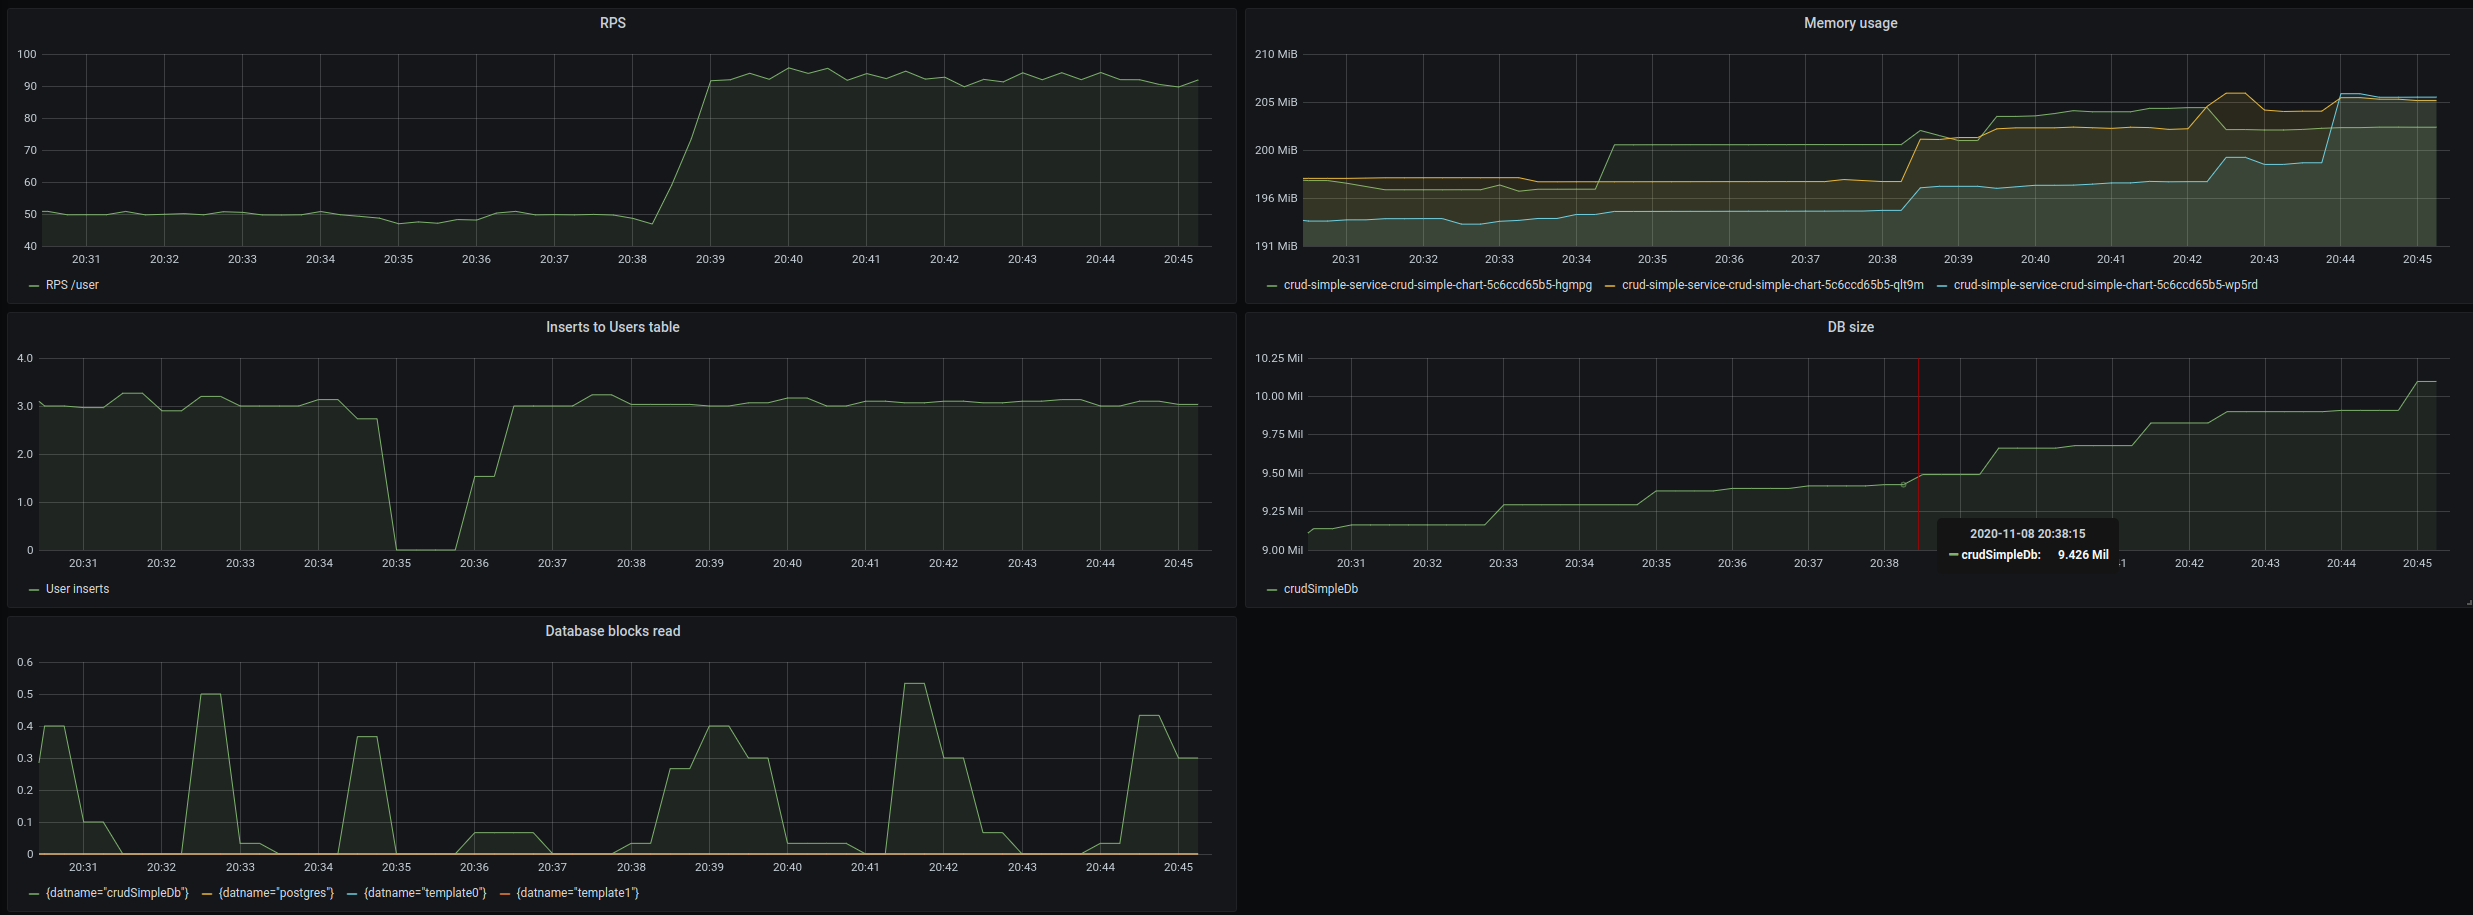 RPS
100
90
80
70
60
50
40
20:31 20:32 20:33 20:34 20:35 20:36 20:37 20:38 20:39 20:40 20:41 20:42 20:43 20:44 20:45
RPS /user
Memory usage
210 MiB
205 MiB
200 MiB
196 MiB
191 MiB
20:31 20:32 20:33 20:34 20:35 20:36 20:37 20:38 20:39 20:40 20:41 20:42 20:43 20:44 20:45
crud-simple-service-crud-simple-chart-5c6ccd65b5-hgmpg crud-simple-service-crud-simple-chart-5c6ccd65b5-qlt9m crud-simple-service-crud-simple-chart-5c6ccd65b5-wp5rd
Inserts to Users table
4.0
3.0
2.0
1.0
0
20:31 20:32 20:33 20:34 20:35 20:36 20:37 20:38 20:39 20:40 20:41 20:42 20:43 20:44 20:45
User inserts
DB size
10.25 Mil
10.00 Mil
9.75 Mil
9.50 Mil
9.25 Mil
9.00 Mil
2020-11-08 20:38:15
crudSimpleDb: 9.426 Mil
20:31 20:32 20:33 20:34 20:35 20:36 20:37 20:38 20:42 20:43 20:44 20:45
crudSimpleDb
Database blocks read
0.6
0.5
0.4
0.3
0.2
0.1
0
20:31 20:32 20:33 20:34 20:35 20:36 20:37 20:38 20:39 20:40 20:41 20:42 20:43 20:44 20:45
{datname="crudSimpleDb"} {datname="postgres"} {datname="template0"} {datname="template1"}